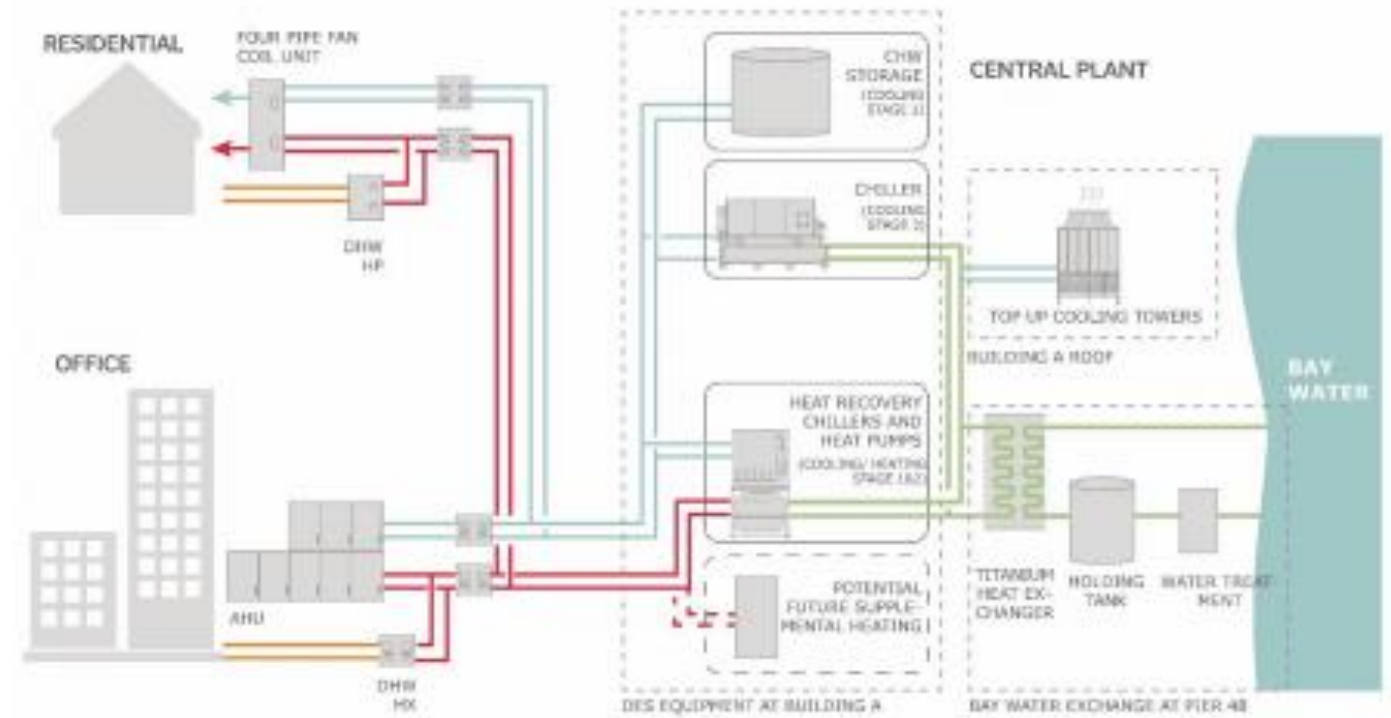 RESIDENTIAL
FOUR PIPE FAN
COIL UNIT
DHW
HP
OFFICE
AHU
DHW
HX
CHW
STORAGE
(COOLING
STAGE 1)
CHILLER
(COOLING
STAGE 2)
HEAT RECOVERY
CHILLERS AND
HEAT PUMPS
(COOLING/ HEATING
STAGE 1&2)
POTENTIAL
FUTURE SUPPLE-
MENTAL HEATING
DES EQUIPMENT AT BUILDING A
CENTRAL PLANT
TOP UP COOLING TOWERS
BUILDING A ROOF
BAY
WATER
TITANIUM
HEAT EX-
CHANGER
HOLDING
TANK
WATER TREAT
MENT
BAY WATER EXCHANGE AT PIER 48